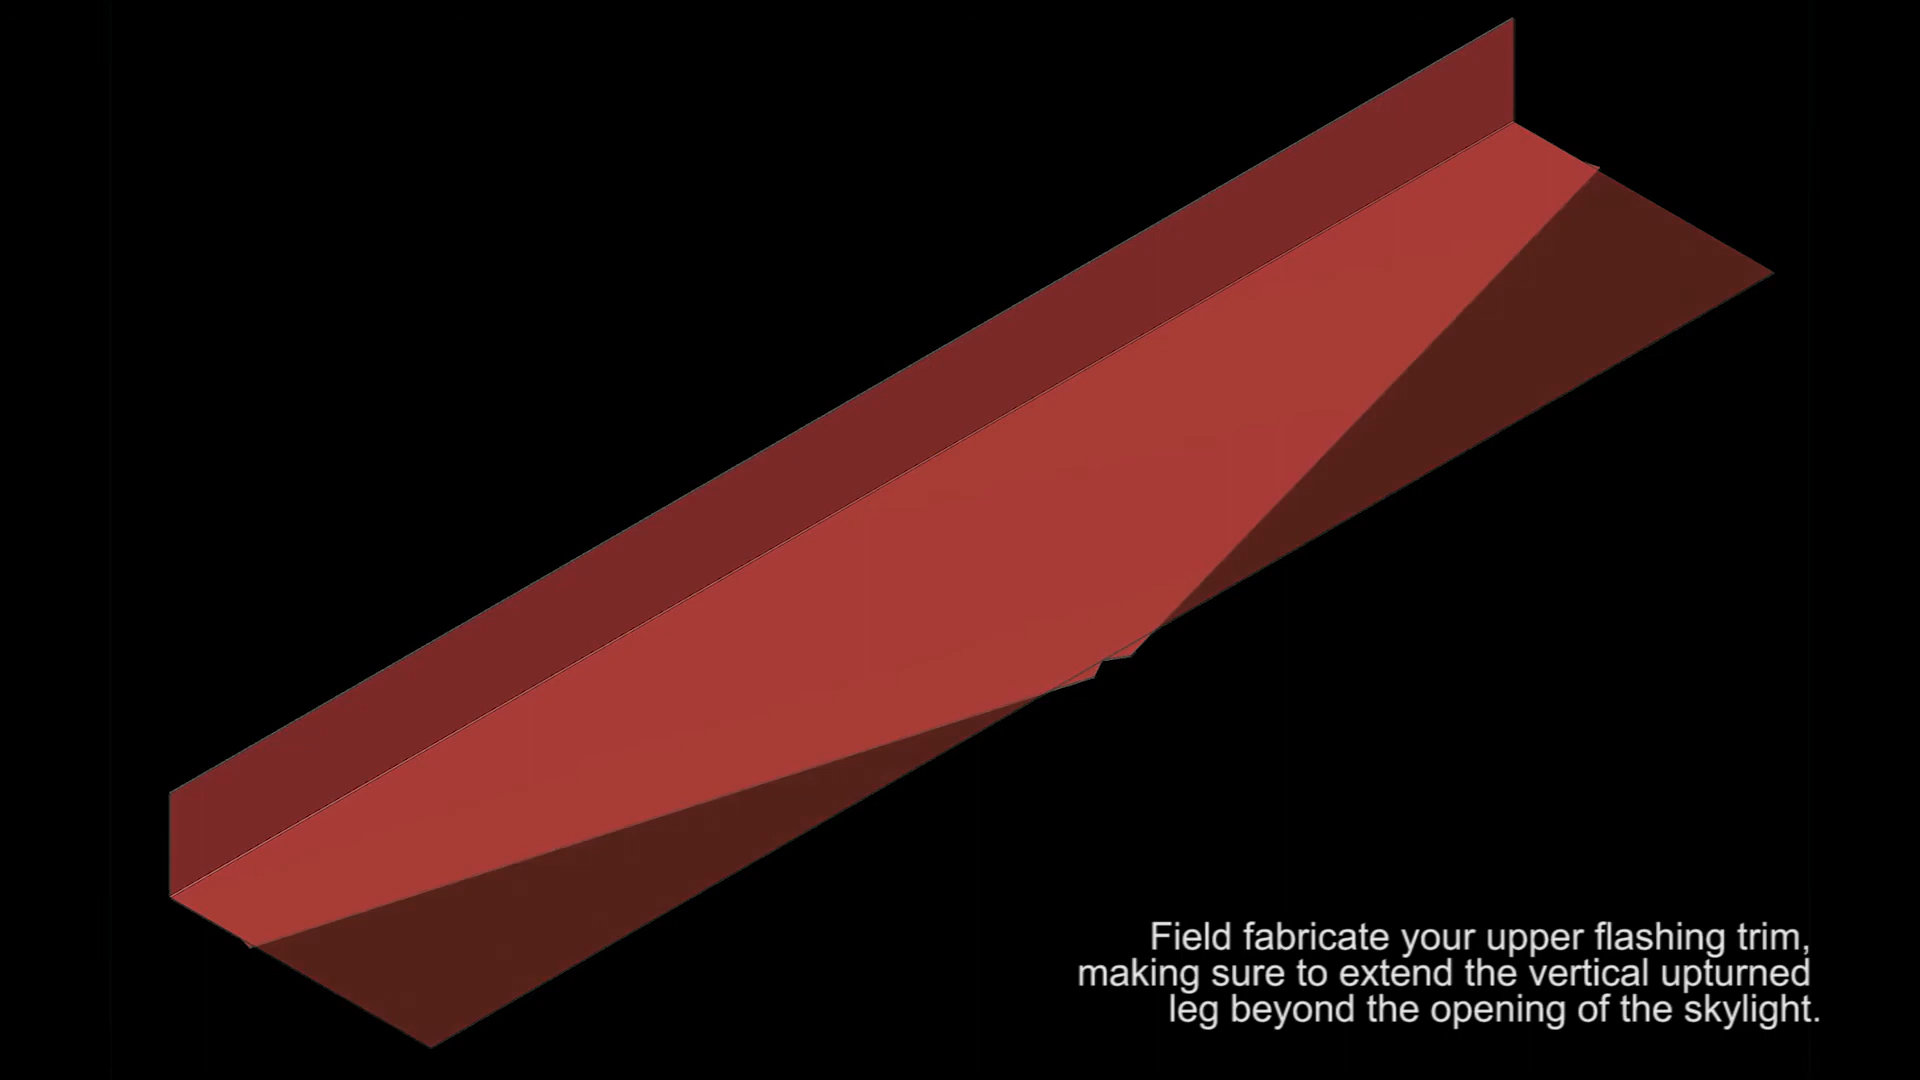 Field fabricate your upper flashing trim,
making sure to extend the vertical upturned
leg beyond the opening of the skylight.